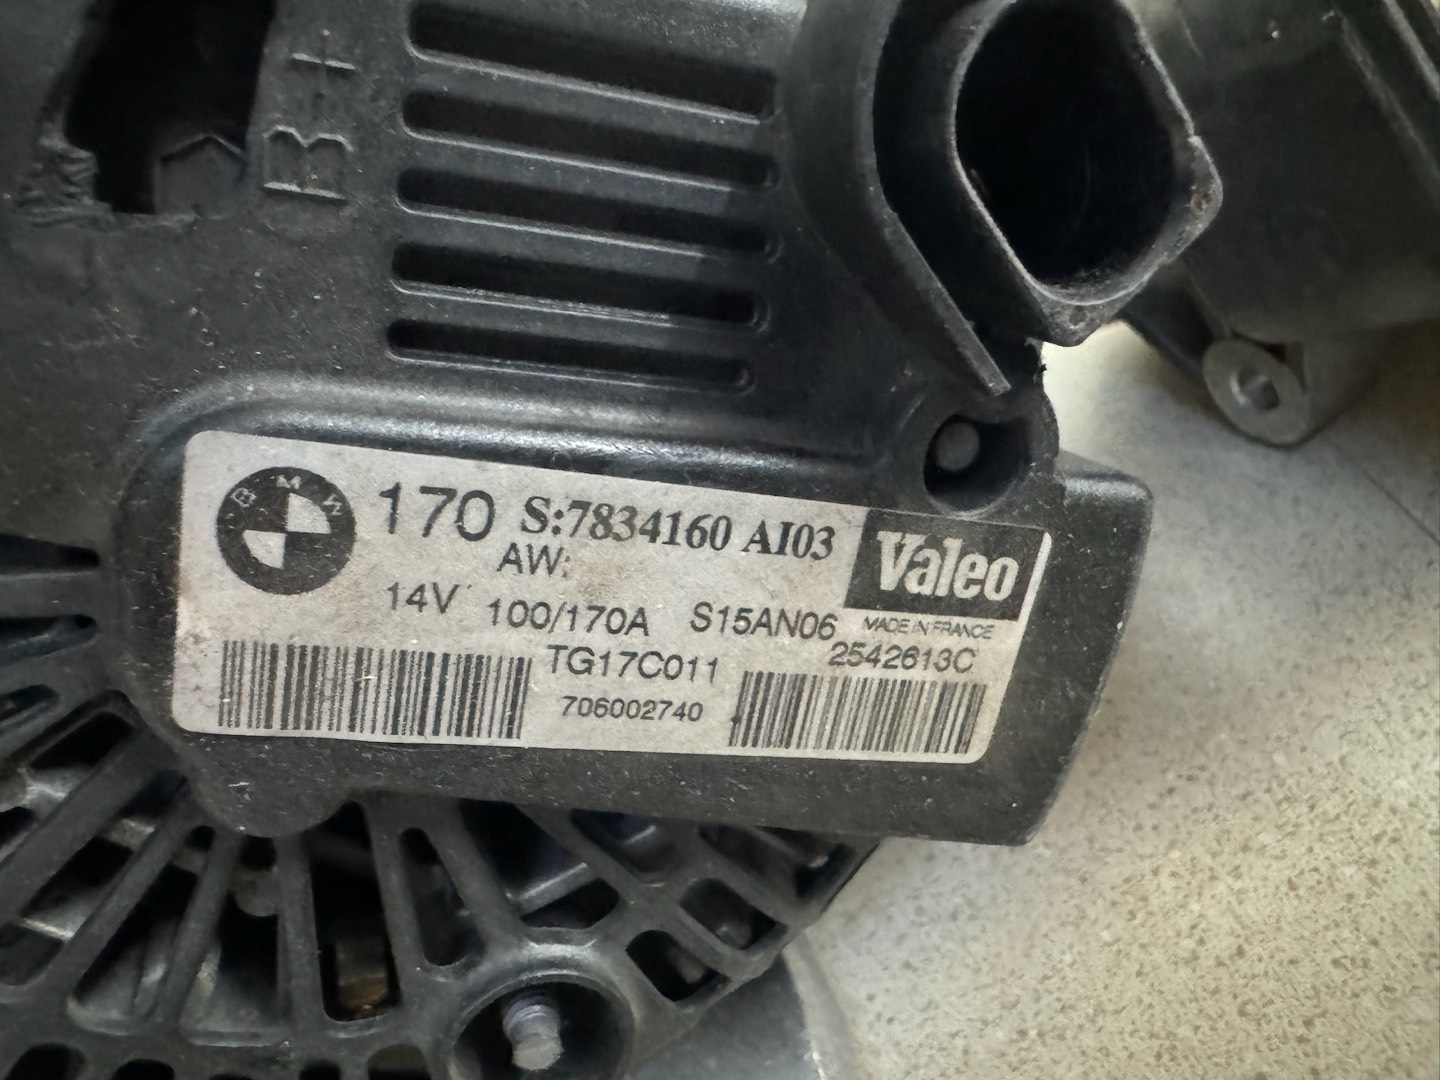 B+
BMW
170 S:7834160 AI03
AW:
Valeo
14V 100/170A S15AN06
MADE IN FRANCE
TG17C011
2542613C
706002740